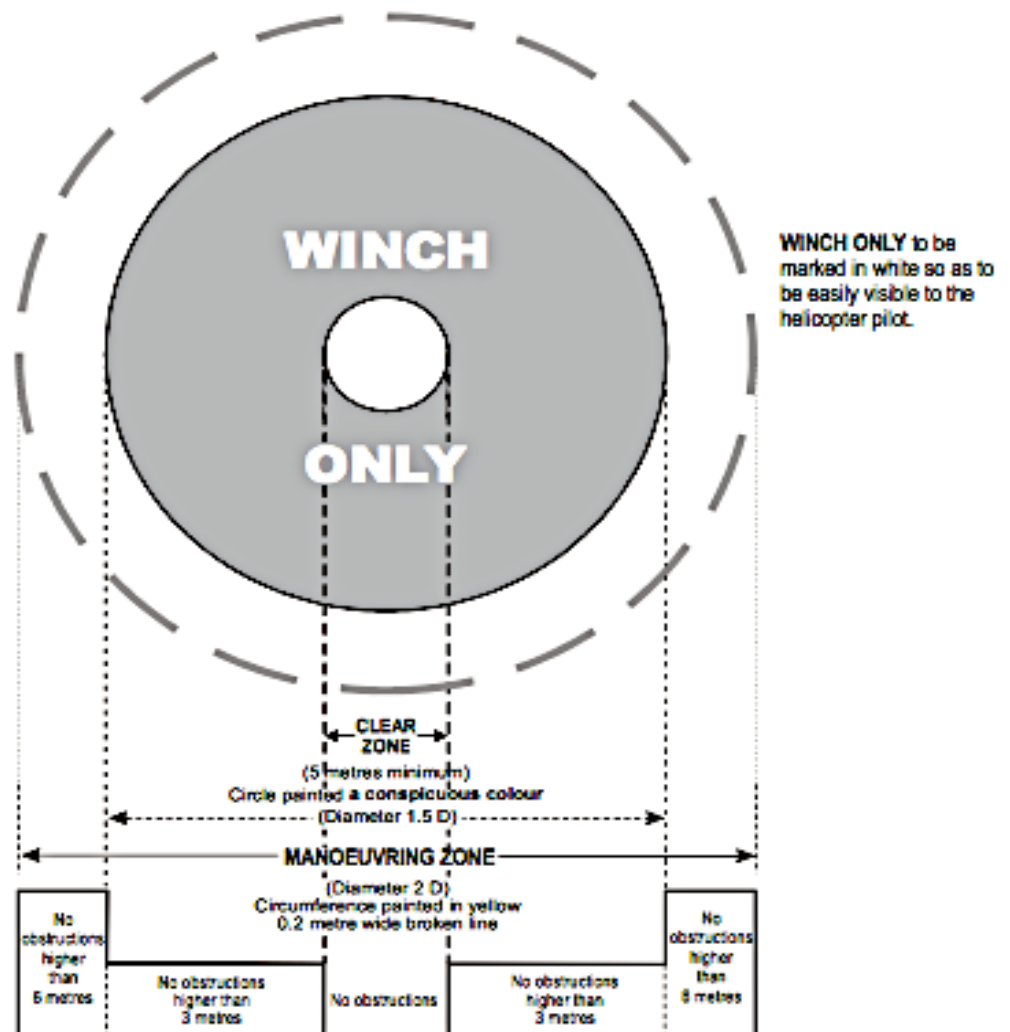 WINCH
ONLY
WINCH ONLY to be
marked in white so as to
be easily visible to the
helicopter pilot.
CLEAR
ZONE
(5 metres minimum)
Circle painted a conspicuous colour
(Diameter 1.5 D)
MANOEUVRING ZONE
(Diameter 2 D)
Circumference painted in yellow
0.2 metre wide broken line
No
obstructions
higher
than
6 metres
No obstructions
higher than
3 metres
No obstructions
No obstructions
higher than
3 metres
No
obstructions
higher
than
6 metres